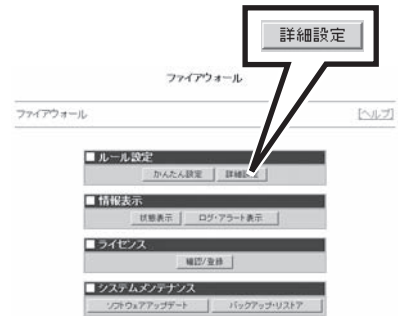 詳細設定
ファイアウォール
ファイアウォール [ヘルプ]
■ ルール設定
かんたん設定 詳細設定
■ 情報表示
状態表示 ログ・アラート表示
■ ライセンス
確認/登録
■ システムメンテナンス
ソフトウェアアップデート バックアップ・リストア